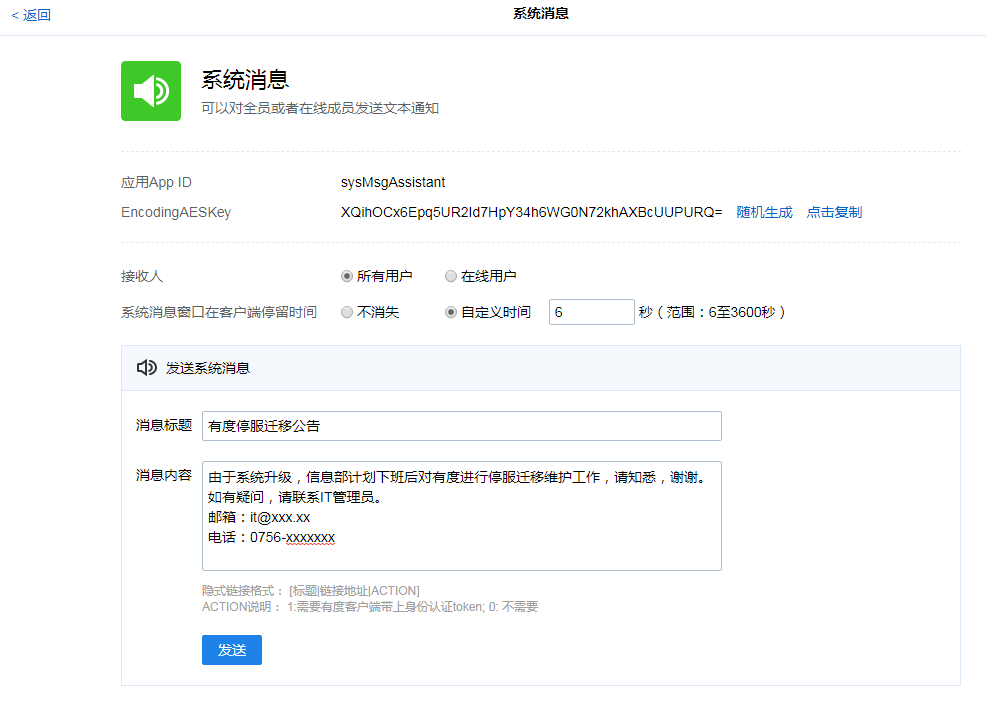 < 返回
系统消息
系统消息
可以对全员或者在线成员发送文本通知
应用App ID sysMsgAssistant
EncodingAESKey XQihOCx6Epq5UR2Id7HpY34h6WG0N72khAXBcUUPURQ= 随机生成 点击复制
接收人 所有用户 在线用户
系统消息窗口在客户端停留时间 不消失 自定义时间 6 秒（范围：6至3600秒）
发送系统消息
消息标题 有度停服迁移公告
消息内容 由于系统升级，信息部计划下班后对有度进行停服迁移维护工作，请知悉，谢谢。
如有疑问，请联系IT管理员。
邮箱：it@xxx.xx
电话：0756-xxxxxxx
隐式链接格式： [标题|链接地址|ACTION]
ACTION说明： 1:需要有度客户端带上身份认证token; 0: 不需要
发送